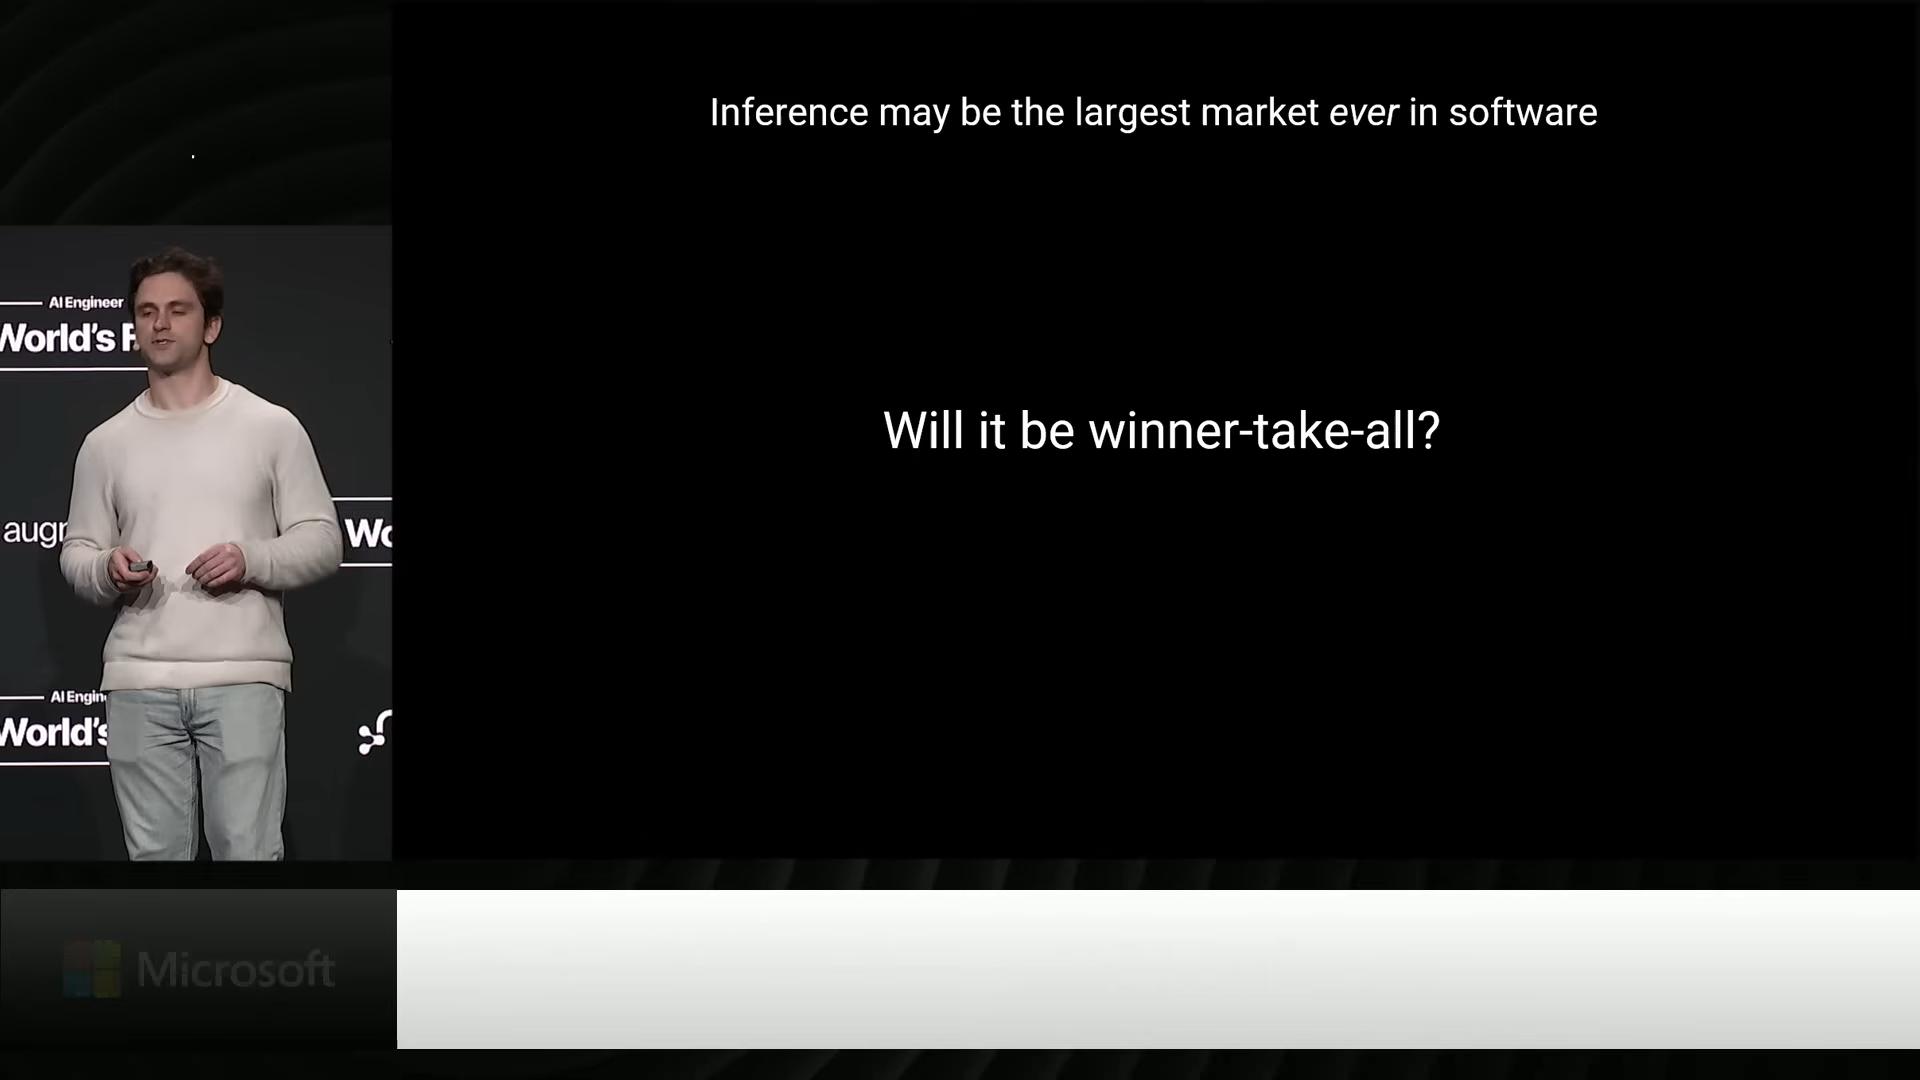 Inference may be the largest market ever in software
Will it be winner-take-all?
AI Engineer
World's F
augr
Wo
AI Engin
World's
Microsoft